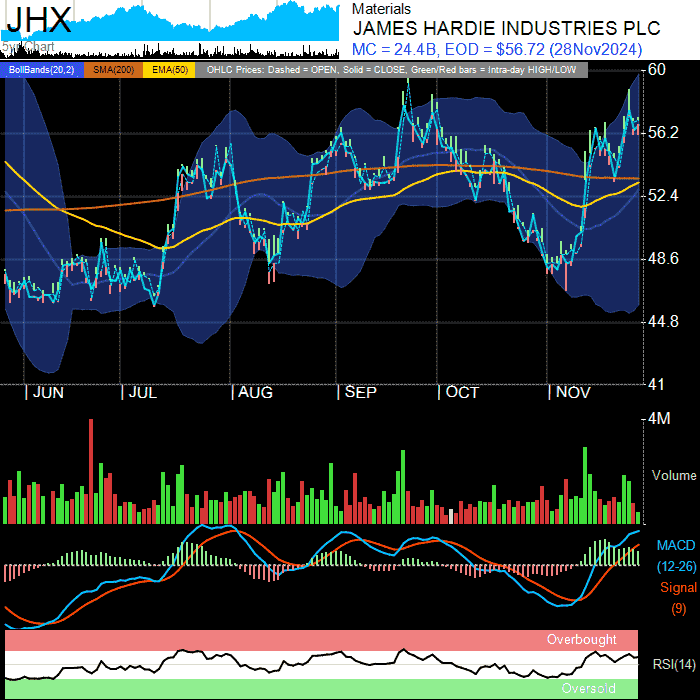 JHX
Materials
JAMES HARDIE INDUSTRIES PLC
MC = 24.4B, EOD = $56.72 (28Nov2024)
BollBands(20,2) SMA(200) EMA(50) OHLC Prices: Dashed = OPEN, Solid = CLOSE, Green/Red bars = Intra-day HIGH/LOW
60
56.2
52.4
48.6
44.8
41
JUN JUL AUG SEP OCT NOV
4M
Volume
MACD
(12-26)
Signal
(9)
Overbought
RSI(14)
Oversold